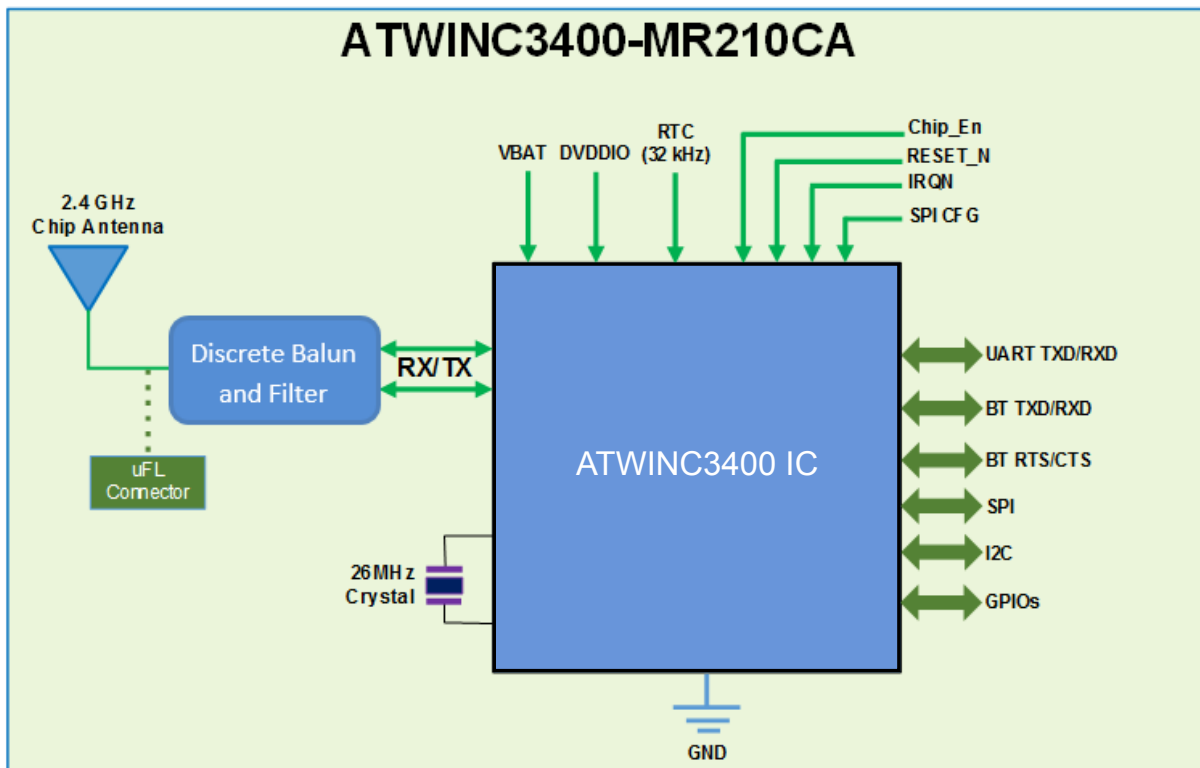 ATWINC3400-MR210CA
VBAT
DVDDIO
RTC
(32 kHz)
Chip_En
RESET_N
IRQN
SPI CFG
2.4 GHz
Chip Antenna
Discrete Balun
and Filter
RX/TX
uFL
Connector
ATWINC3400 IC
26MHz
Crystal
UART TXD/RXD
BT TXD/RXD
BT RTS/CTS
SPI
I2C
GPIOs
GND